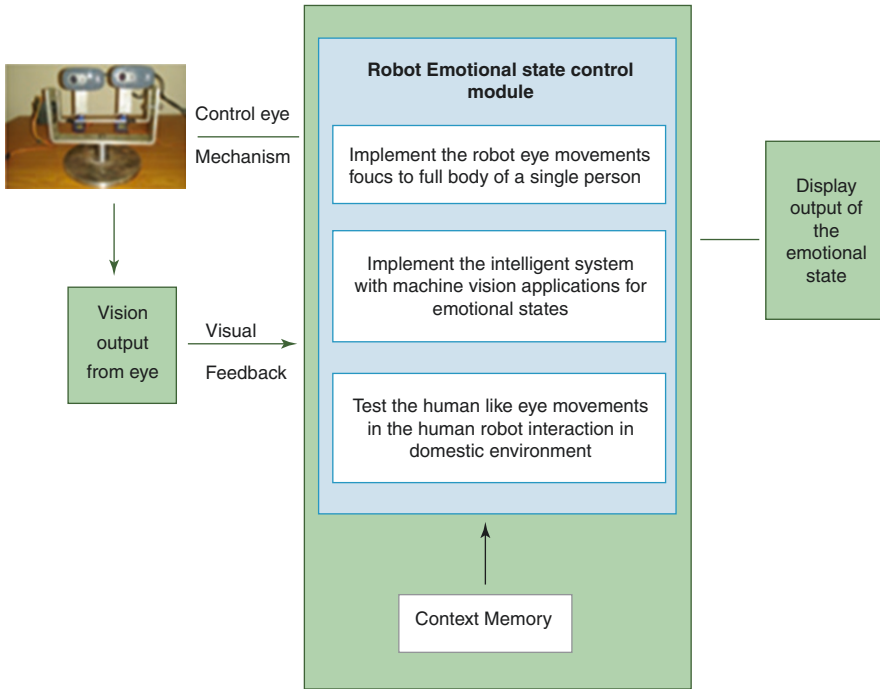 Robot Emotional state control
module
Control eye
Mechanism
Implement the robot eye movements
foucs to full body of a single person
Display
output of
the
emotional
state
Implement the intelligent system
with machine vision applications for
emotional states
Vision
output
from eye
Visual
Feedback
Test the human like eye movements
in the human robot interaction in
domestic environment
Context Memory